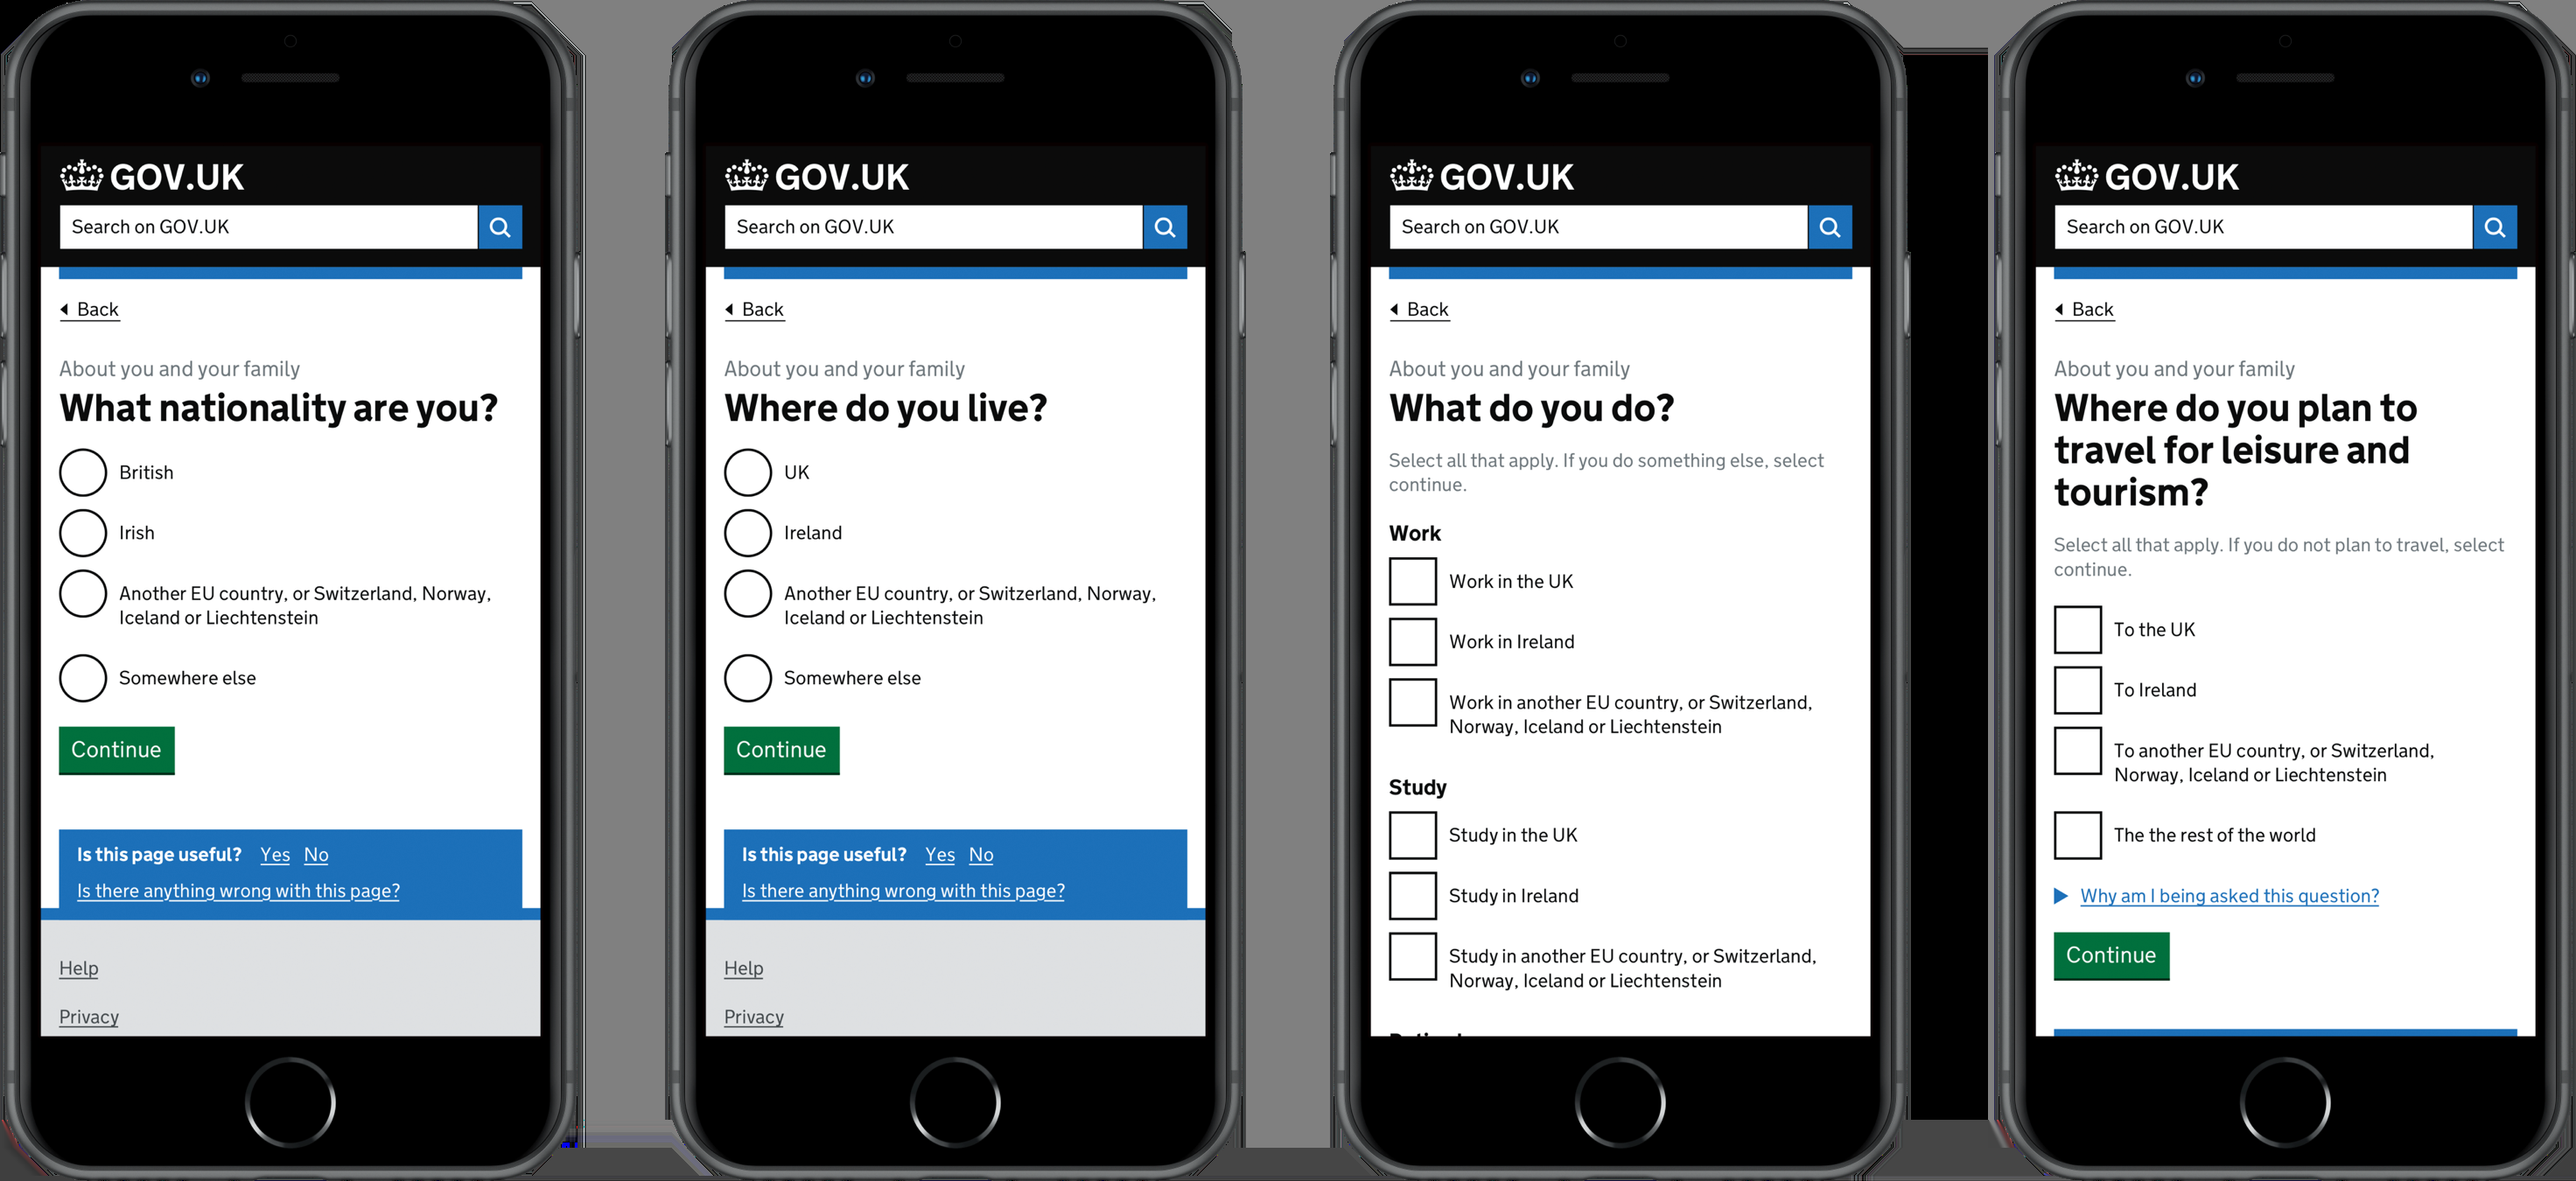 GOV.UK
Search on GOV.UK
Back
About you and your family
What nationality are you?
British
Irish
Another EU country, or Switzerland, Norway,
Iceland or Liechtenstein
Somewhere else
Continue
Is this page useful? Yes No
Is there anything wrong with this page?
Help
Privacy
GOV.UK
Search on GOV.UK
Back
About you and your family
Where do you live?
UK
Ireland
Another EU country, or Switzerland, Norway,
Iceland or Liechtenstein
Somewhere else
Continue
Is this page useful? Yes No
Is there anything wrong with this page?
Help
Privacy
GOV.UK
Search on GOV.UK
Back
About you and your family
What do you do?
Select all that apply. If you do something else, select
continue.
Work
Work in the UK
Work in Ireland
Work in another EU country, or Switzerland,
Norway, Iceland or Liechtenstein
Study
Study in the UK
Study in Ireland
Study in another EU country, or Switzerland,
Norway, Iceland or Liechtenstein
GOV.UK
Search on GOV.UK
Back
About you and your family
Where do you plan to
travel for leisure and
tourism?
Select all that apply. If you do not plan to travel, select
continue.
To the UK
To Ireland
To another EU country, or Switzerland,
Norway, Iceland or Liechtenstein
The the rest of the world
Why am I being asked this question?
Continue